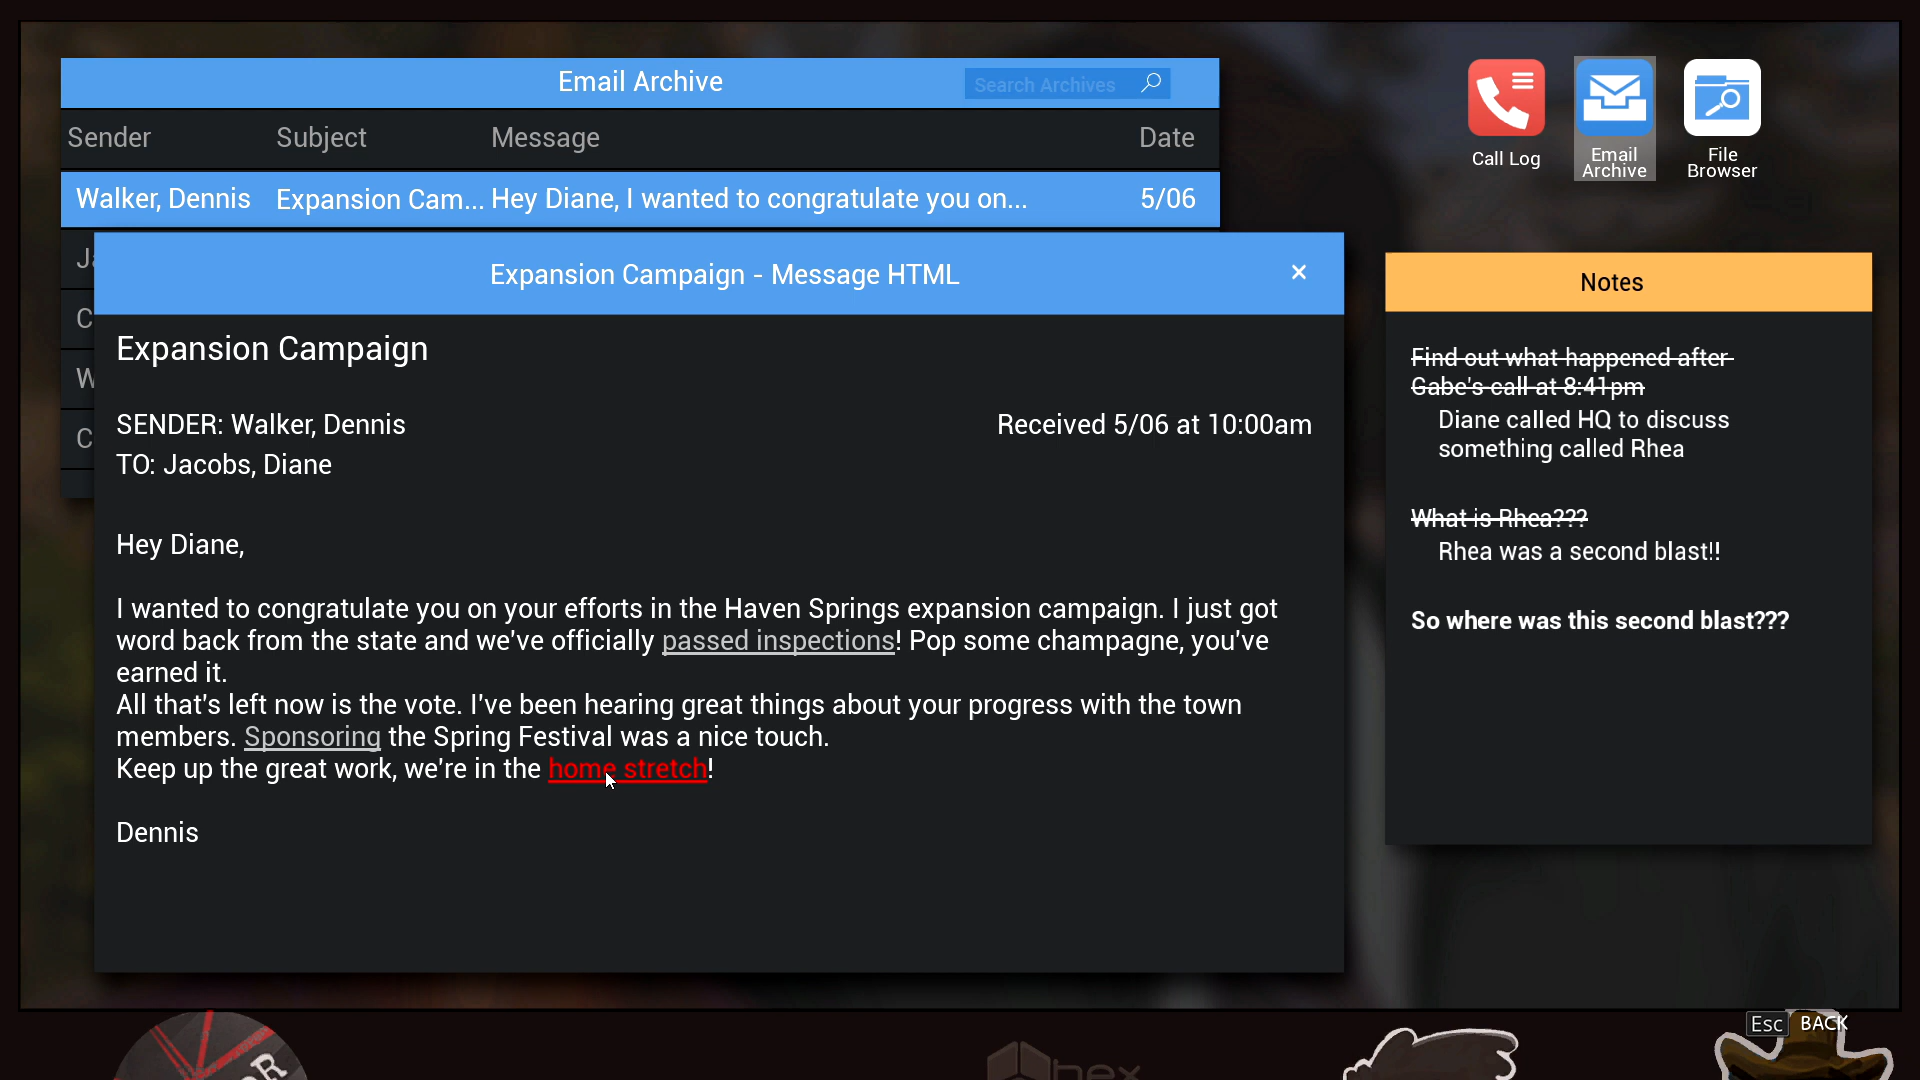 Email Archive
Search Archives
Sender Subject Message Date
Walker, Dennis Expansion Cam... Hey Diane, I wanted to congratulate you on... 5/06
Call Log
Email
Archive
File
Browser
Expansion Campaign - Message HTML
Expansion Campaign
SENDER: Walker, Dennis Received 5/06 at 10:00am
TO: Jacobs, Diane
Hey Diane,
I wanted to congratulate you on your efforts in the Haven Springs expansion campaign. I just got
word back from the state and we've officially passed inspections! Pop some champagne, you've
earned it.
All that's left now is the vote. I've been hearing great things about your progress with the town
members. Sponsoring the Spring Festival was a nice touch.
Keep up the great work, we're in the home stretch!
Dennis
Notes
Find out what happened after
Gabe's call at 8:41pm
Diane called HQ to discuss
something called Rhea
What is Rhea???
Rhea was a second blast!!
So where was this second blast???
Esc BACK